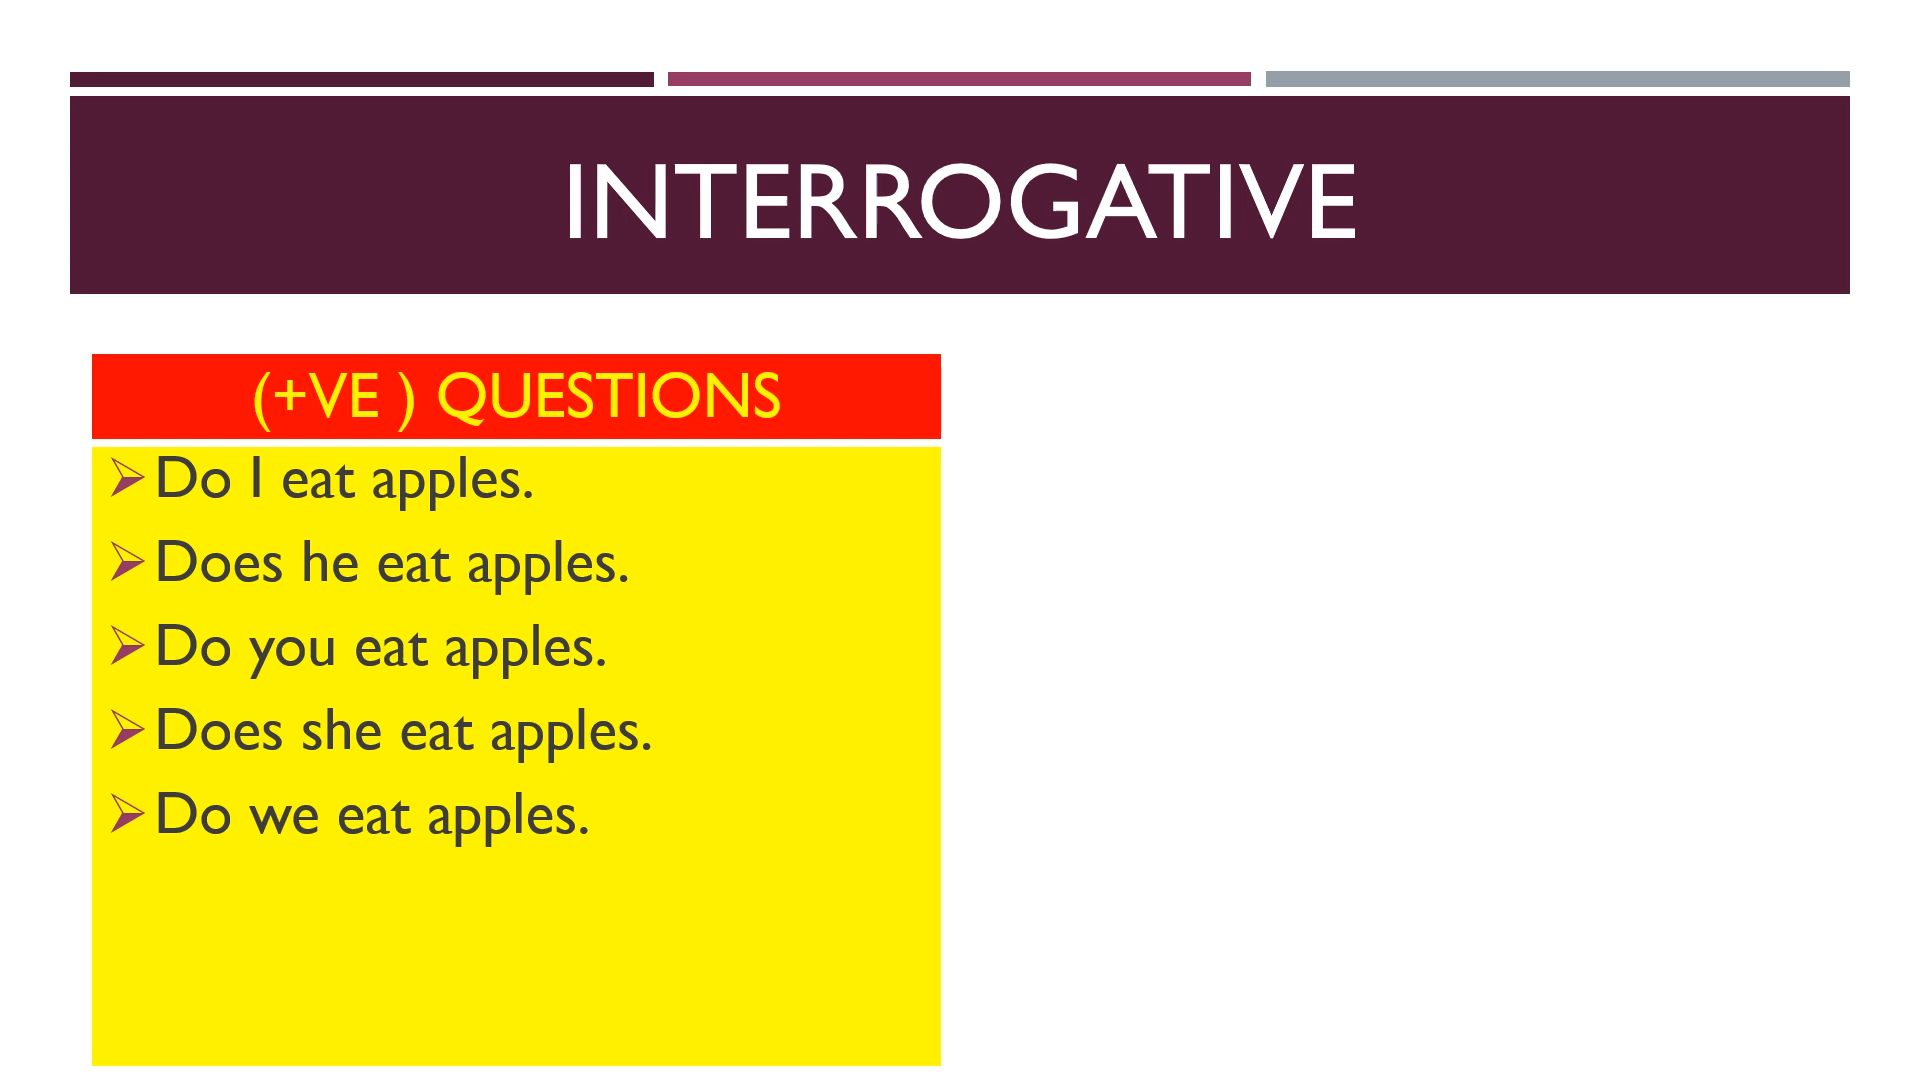 INTERROGATIVE
(+VE ) QUESTIONS
Do I eat apples.
Does he eat apples.
Do you eat apples.
Does she eat apples.
Do we eat apples.